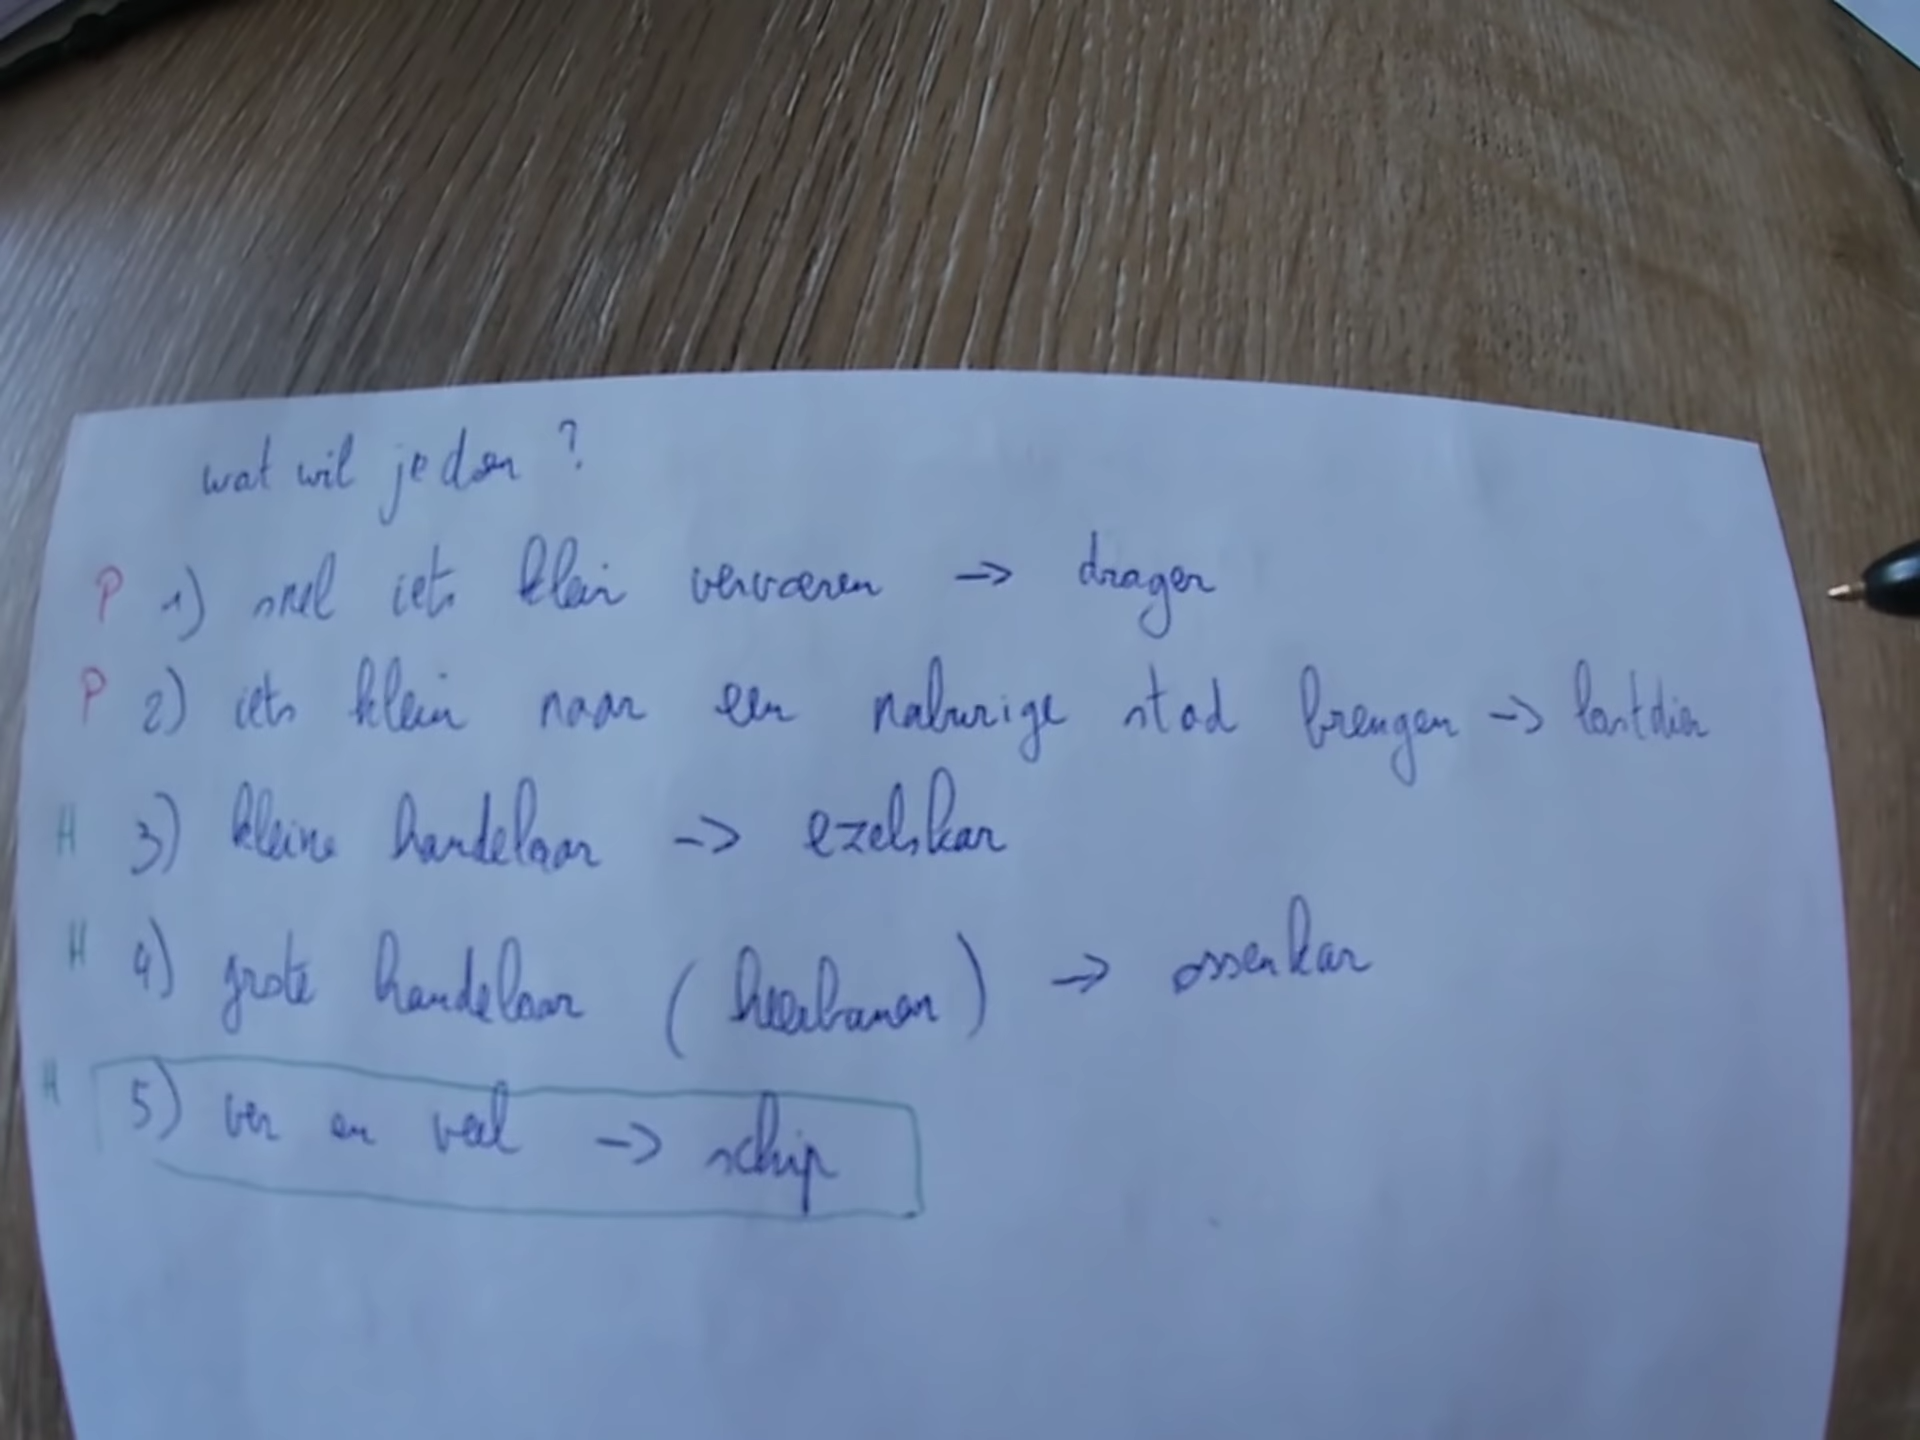 wat wil je doen ?
P 1) snel iets klein vervoeren -> drager
P 2) iets klein naar een naburige stad brengen -> lastdier
H 3) kleine handelaar -> ezelskar
H 4) grote handelaar ( heerbanen ) -> ossenkar
H 5) ver en veel -> schip